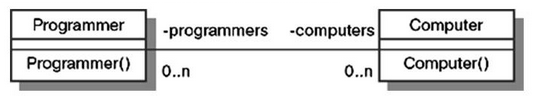 Programmer
Programmer()
-programmers
0..n
-computers
0..n
Computer
Computer()